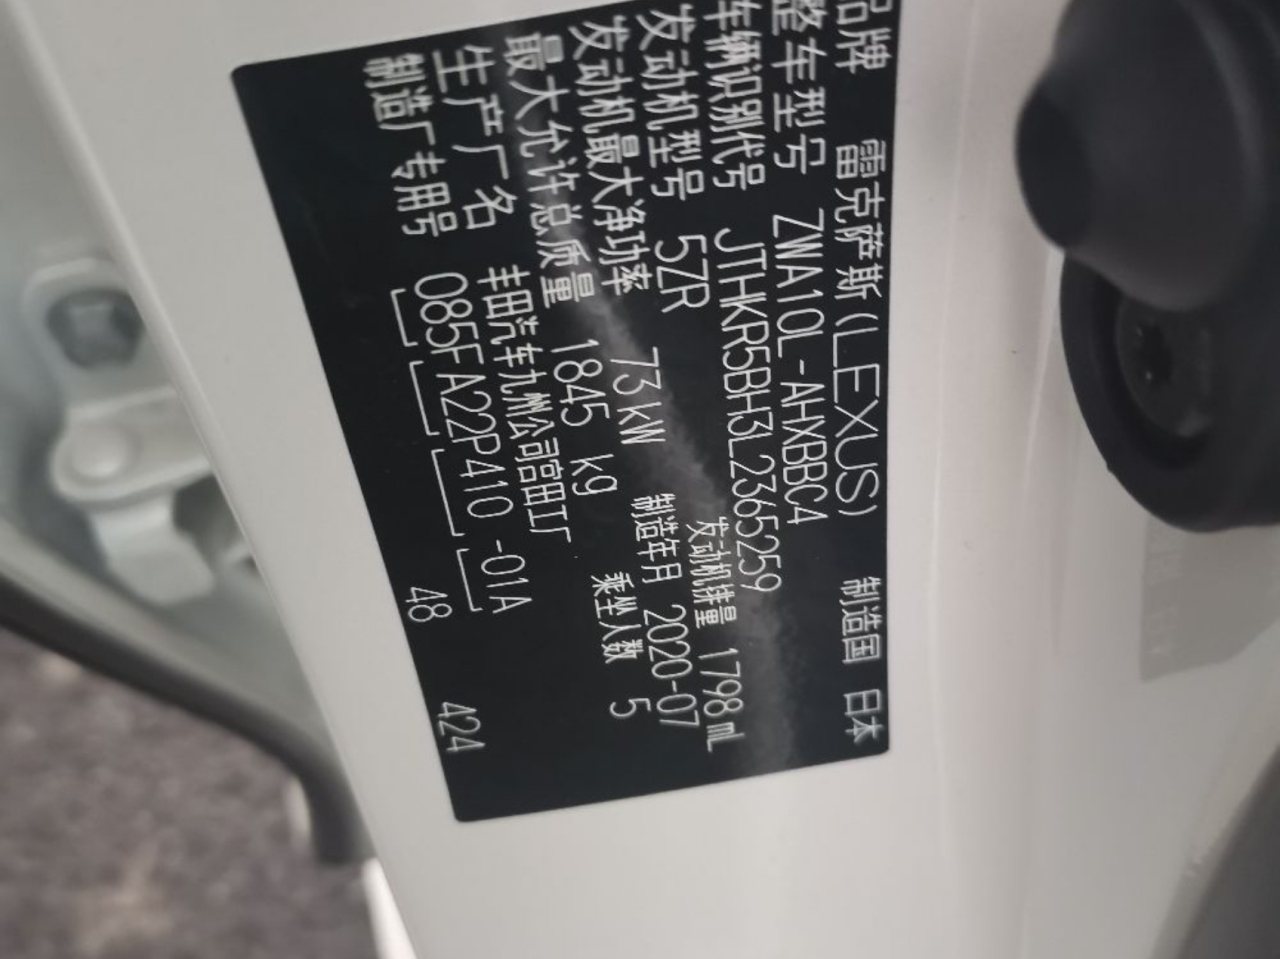 品牌 雷克萨斯(LEXUS) 制造国 日本
整车型号 ZWA10L-AHXBBC4
车辆识别代号 JTHKR5BH3L2365259
发动机型号 5ZR 发动机排量 1798mL
发动机最大净功率 73kW 制造年月 2020-07
最大允许总质量 1845 kg 乘坐人数 5
生产厂名 丰田汽车九州公司宫田工厂
制造厂专用号 085FA22P410 -01A
48 424